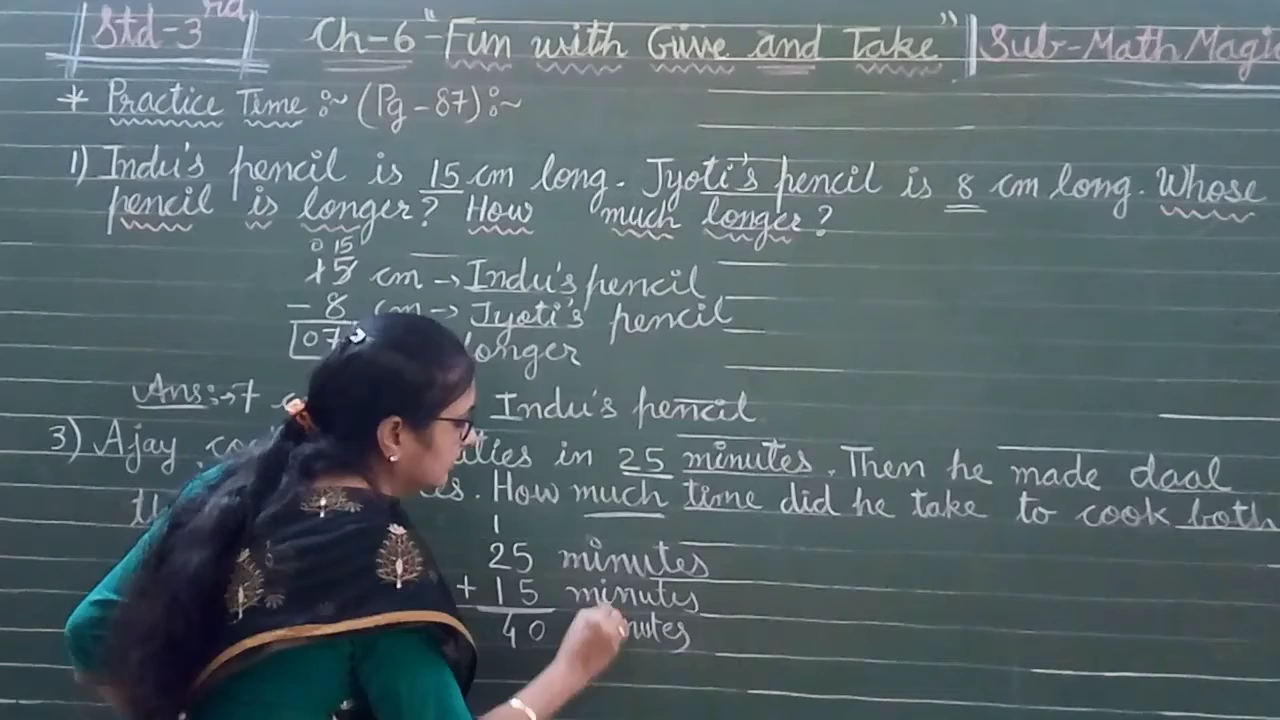 Std-3rd Ch-6 "Fun with Give and Take" Sub-Math Magi
* Practice Time :~ (Pg-87):~
1) Indu's pencil is 15 cm long. Jyoti's pencil is 8 cm long. Whose
pencil is longer? How much longer?
0 15
15 cm → Indu's pencil
- 8 cm → Jyoti's pencil
07 longer
Ans:→7 Indu's pencil
3) Ajay in 25 minutes. Then he made daal
How much time did he take to cook both
1
25 minutes
+ 15 minutes
40 minutes